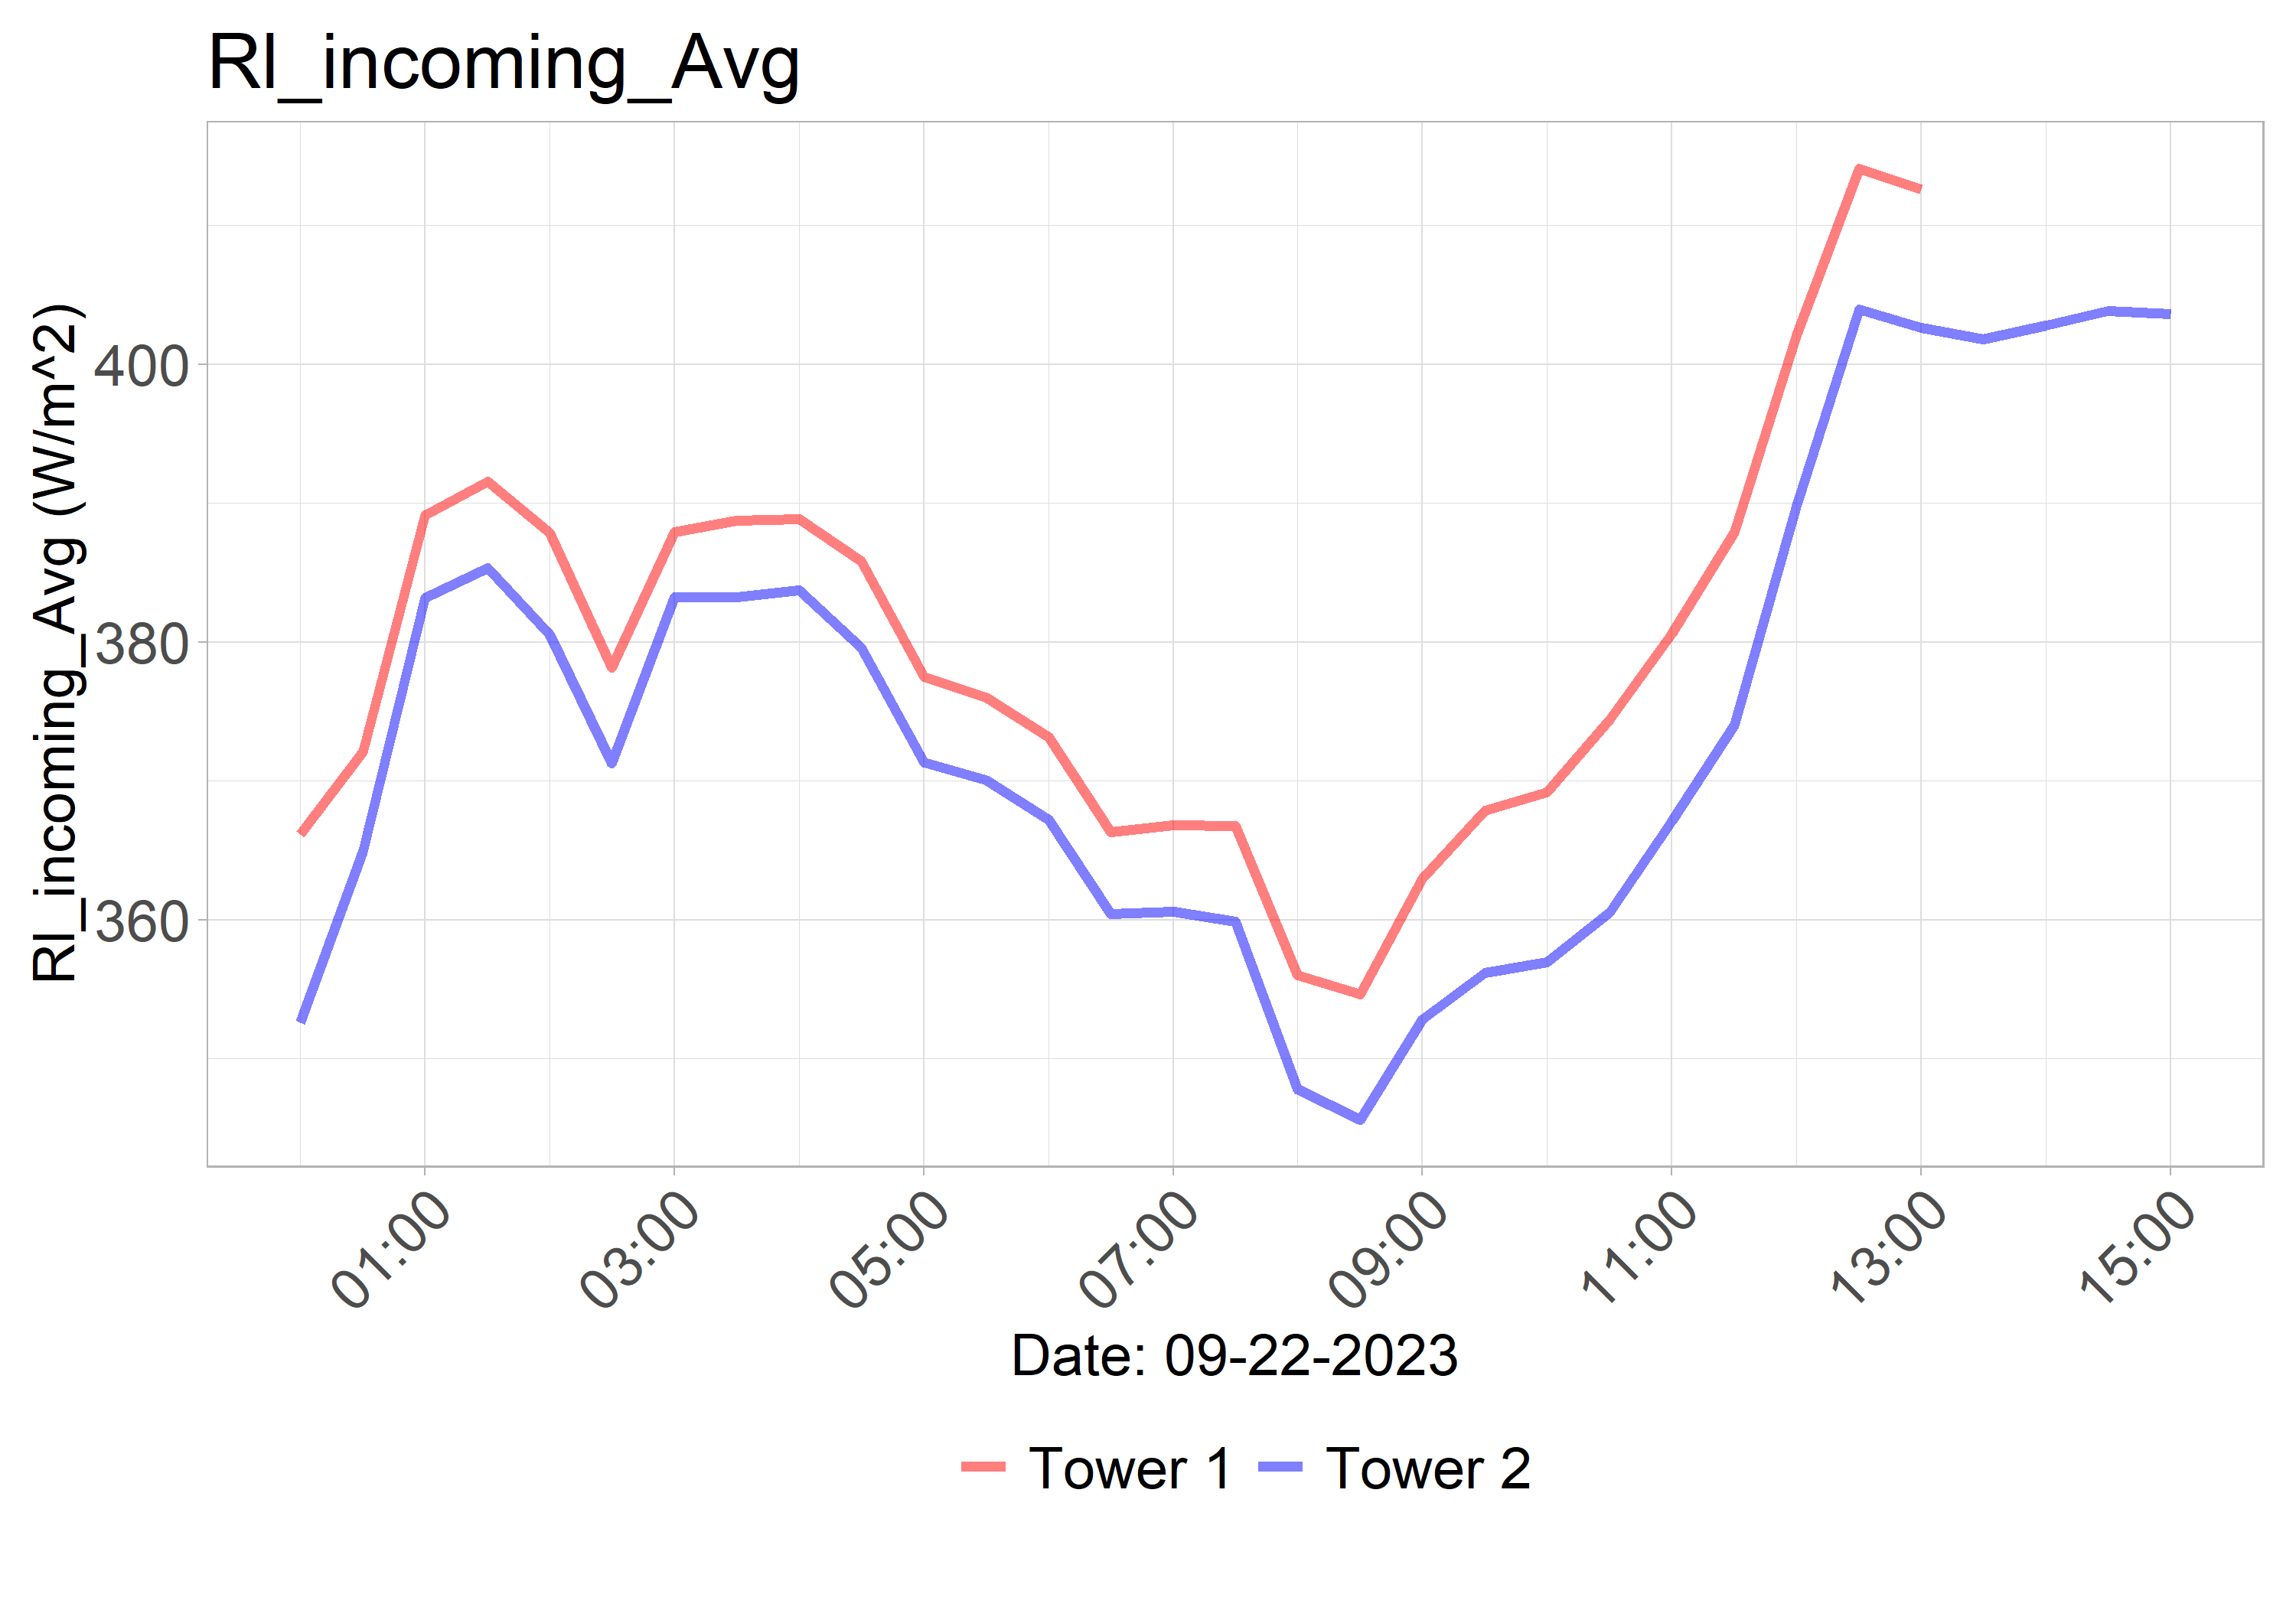 Rl_incoming_Avg
Rl_incoming_Avg (W/m^2)
400
380
360
01:00
03:00
05:00
07:00
09:00
11:00
13:00
15:00
Date: 09-22-2023
Tower 1
Tower 2